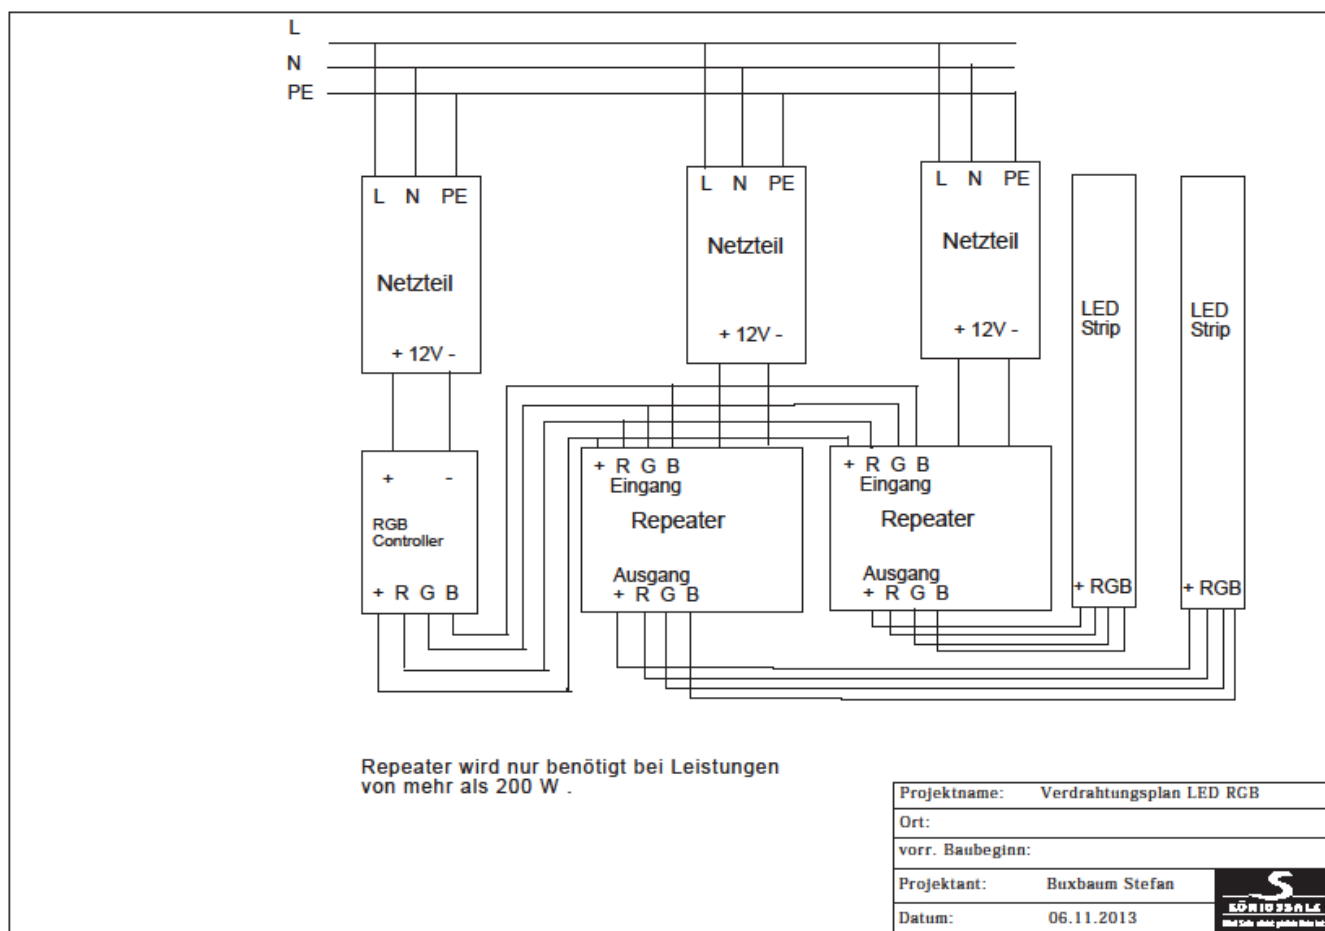 L
N
PE
L N PE
Netzteil
+ 12V -
L N PE
Netzteil
+ 12V -
L N PE
Netzteil
+ 12V -
LED
Strip
LED
Strip
+ -
RGB
Controller
+ R G B
+ R G B
Eingang
Repeater
Ausgang
+ R G B
+ R G B
Eingang
Repeater
Ausgang
+ R G B
+ RGB
+ RGB
Repeater wird nur benötigt bei Leistungen
von mehr als 200 W .
Projektname: Verdrahtungsplan LED RGB
Ort:
vorr. Baubeginn:
Projektant: Buxbaum Stefan
Datum: 06.11.2013